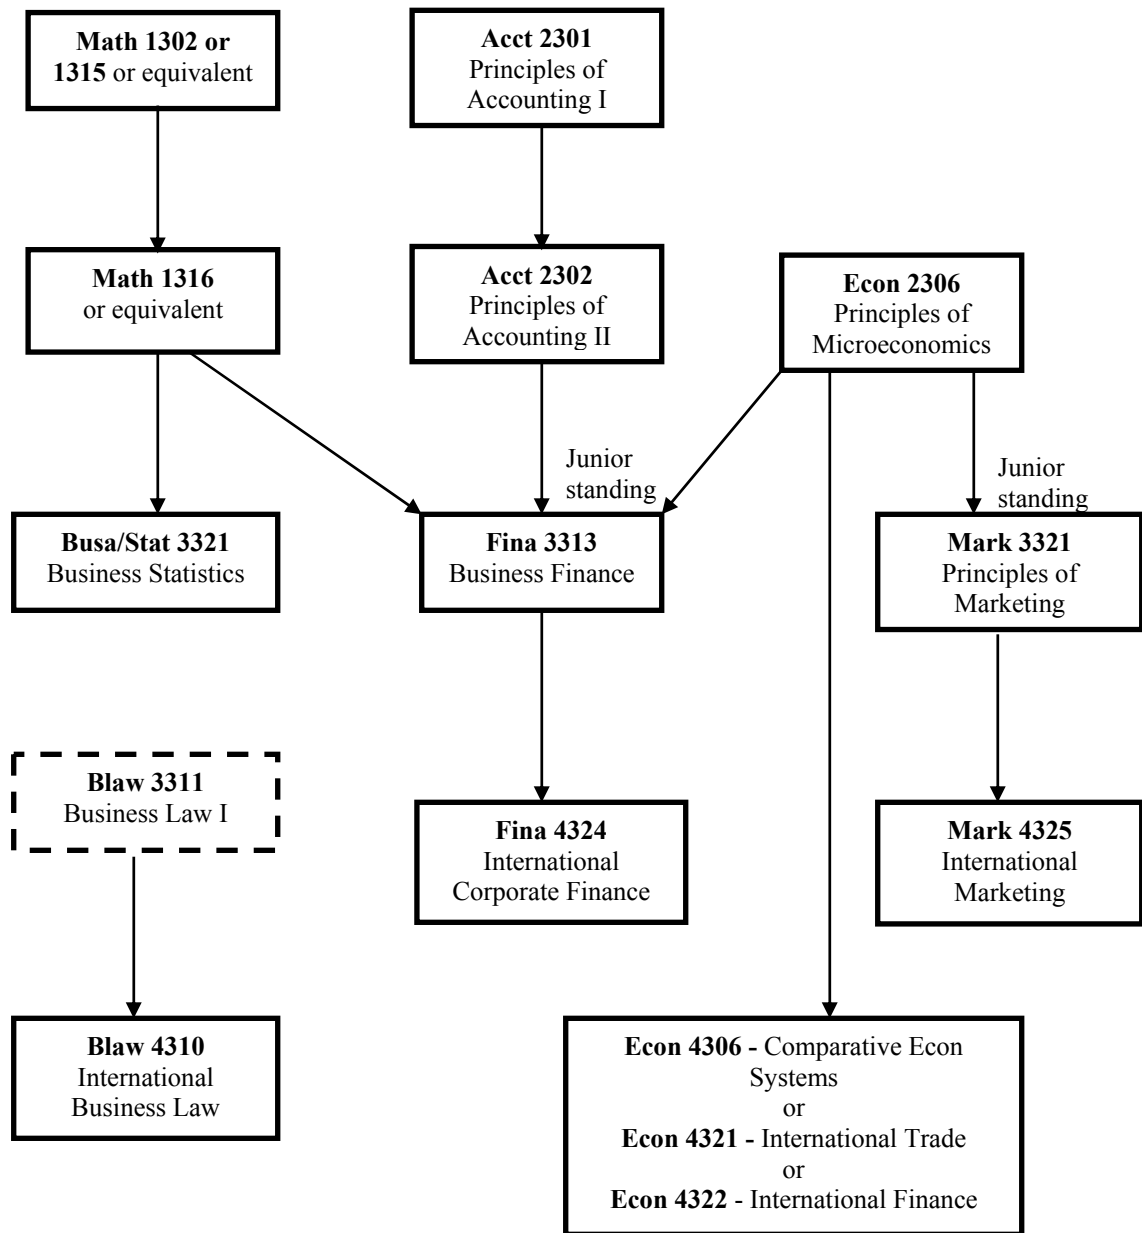 Math 1302 or
1315 or equivalent
Acct 2301
Principles of
Accounting I
Math 1316
or equivalent
Acct 2302
Principles of
Accounting II
Econ 2306
Principles of
Microeconomics
Junior
standing
Junior
standing
Busa/Stat 3321
Business Statistics
Fina 3313
Business Finance
Mark 3321
Principles of
Marketing
Blaw 3311
Business Law I
Fina 4324
International
Corporate Finance
Mark 4325
International
Marketing
Blaw 4310
International
Business Law
Econ 4306 - Comparative Econ
Systems
or
Econ 4321 - International Trade
or
Econ 4322 - International Finance